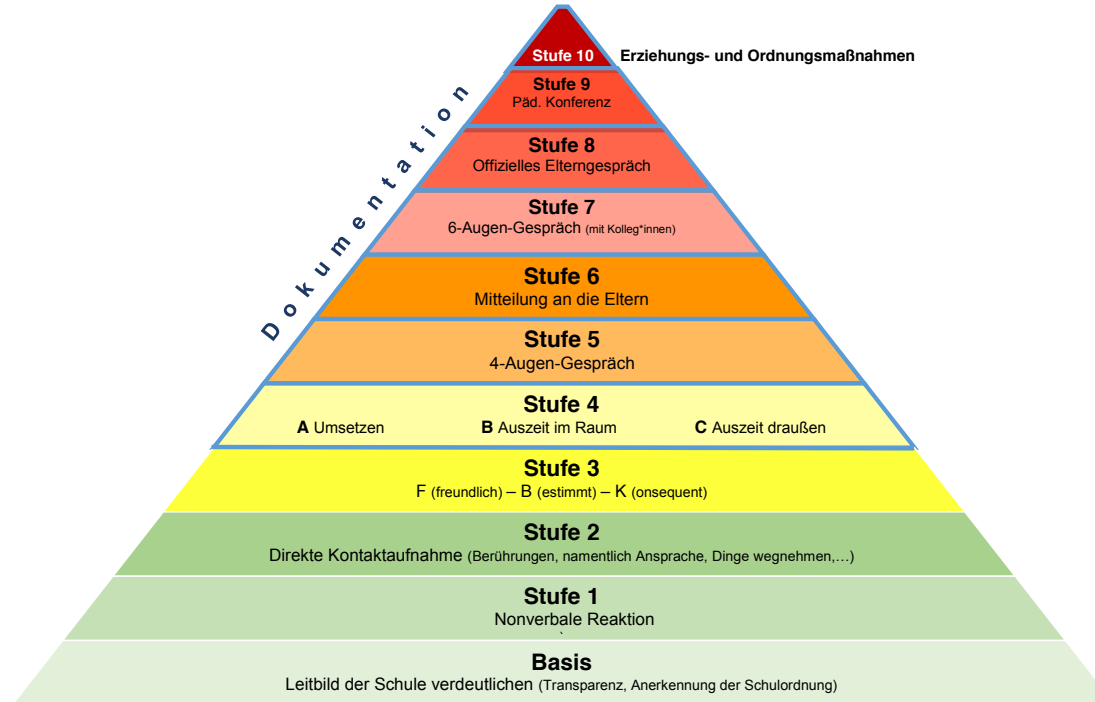 Stufe 10 Erziehungs- und Ordnungsmaßnahmen
Stufe 9
Päd. Konferenz
Dokumentation
Stufe 8
Offizielles Elterngespräch
Stufe 7
6-Augen-Gespräch (mit Kolleg*innen)
Stufe 6
Mitteilung an die Eltern
Stufe 5
4-Augen-Gespräch
Stufe 4
A Umsetzen B Auszeit im Raum C Auszeit draußen
Stufe 3
F (freundlich) – B (estimmt) – K (onsequent)
Stufe 2
Direkte Kontaktaufnahme (Berührungen, namentlich Ansprache, Dinge wegnehmen,…)
Stufe 1
Nonverbale Reaktion
`
Basis
Leitbild der Schule verdeutlichen (Transparenz, Anerkennung der Schulordnung)